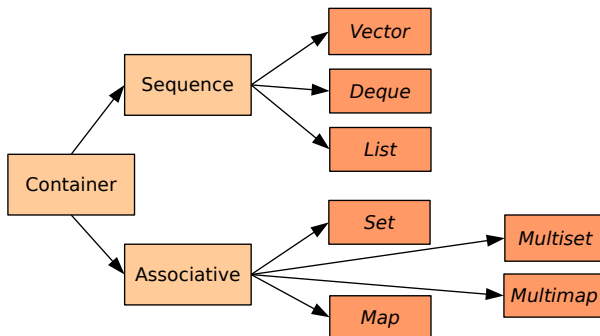 Vector
Sequence
Deque
List
Container
Set
Multiset
Associative
Multimap
Map